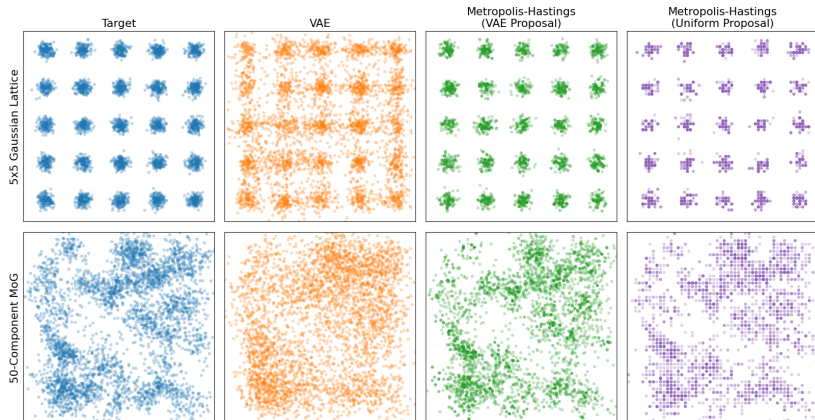 Target
VAE
Metropolis-Hastings
(VAE Proposal)
Metropolis-Hastings
(Uniform Proposal)
5x5 Gaussian Lattice
50-Component MoG